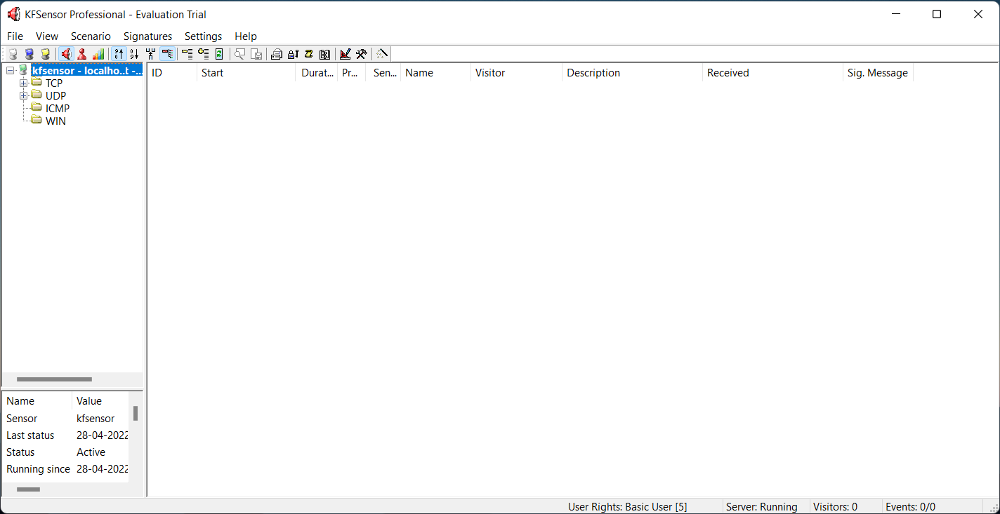 KFSensor Professional - Evaluation Trial
File View Scenario Signatures Settings Help
kfsensor - localho..t -...
TCP
UDP
ICMP
WIN
ID Start Durat... Pr... Sen... Name Visitor Description Received Sig. Message
Name Value
Sensor kfsensor
Last status 28-04-2022
Status Active
Running since 28-04-2022
User Rights: Basic User [5] Server: Running Visitors: 0 Events: 0/0